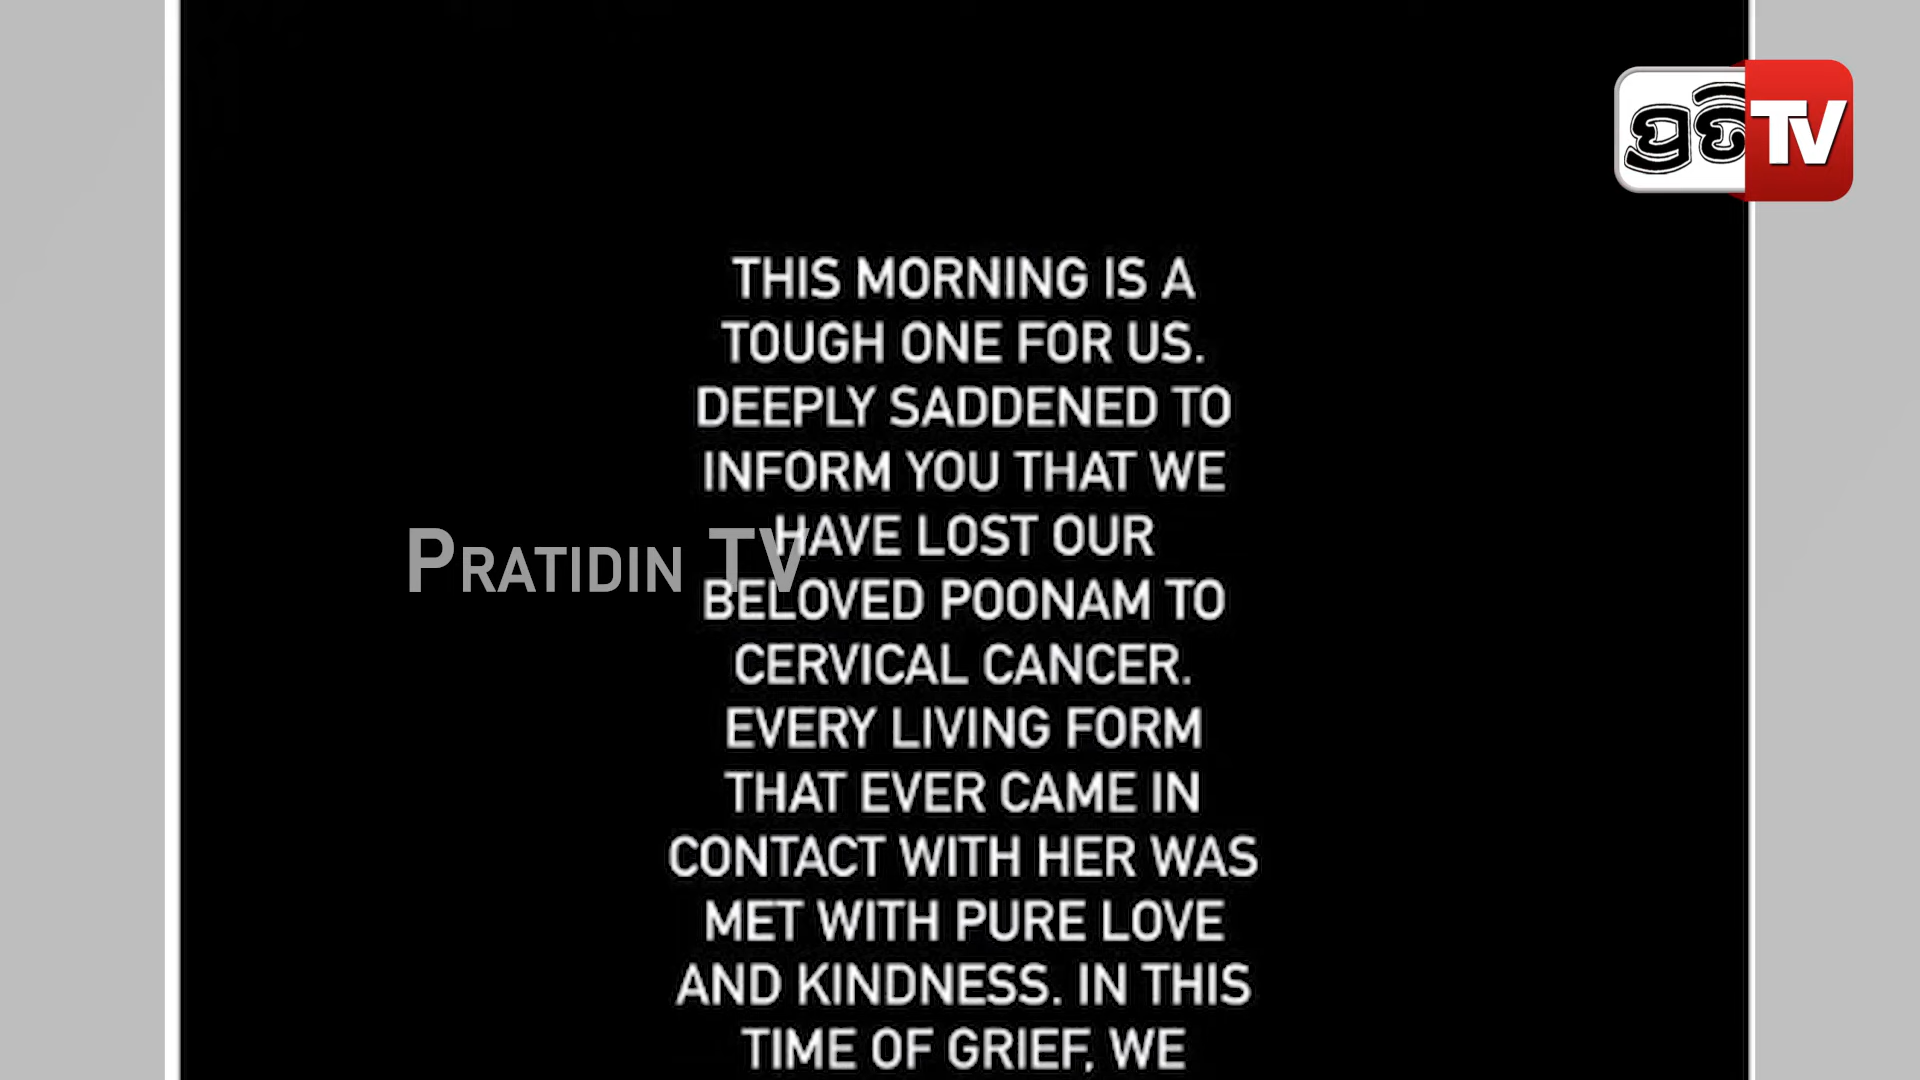 ପ୍ରତି TV
THIS MORNING IS A
TOUGH ONE FOR US.
DEEPLY SADDENED TO
INFORM YOU THAT WE
HAVE LOST OUR
BELOVED POONAM TO
CERVICAL CANCER.
EVERY LIVING FORM
THAT EVER CAME IN
CONTACT WITH HER WAS
MET WITH PURE LOVE
AND KINDNESS. IN THIS
TIME OF GRIEF, WE
PRATIDIN TV